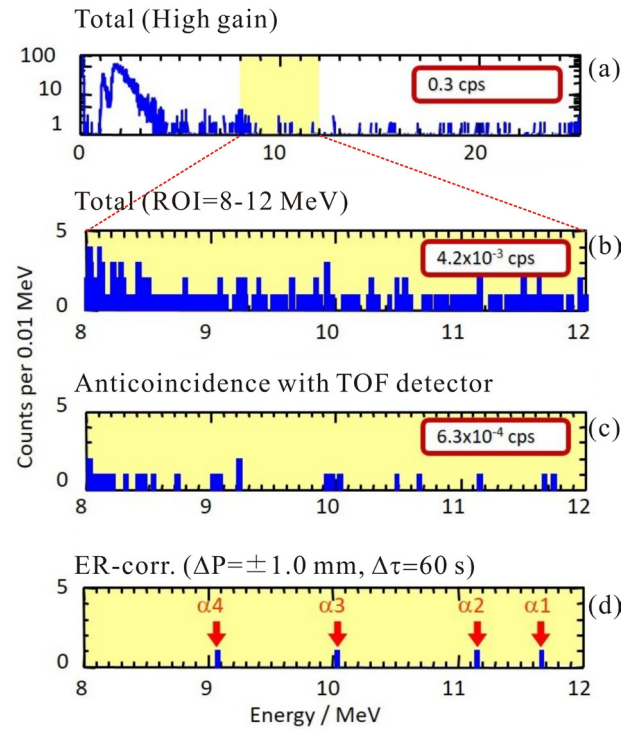 Total (High gain)
100
10
1
0.3 cps
(a)
0 10 20
Total (ROI=8-12 MeV)
5
0
4.2x10⁻³ cps
(b)
8 9 10 11 12
Counts per 0.01 MeV
Anticoincidence with TOF detector
5
0
6.3x10⁻⁴ cps
(c)
8 9 10 11 12
ER-corr. (ΔP=±1.0 mm, Δτ=60 s)
5
0
α4 α3 α2 α1
(d)
8 9 10 11 12
Energy / MeV